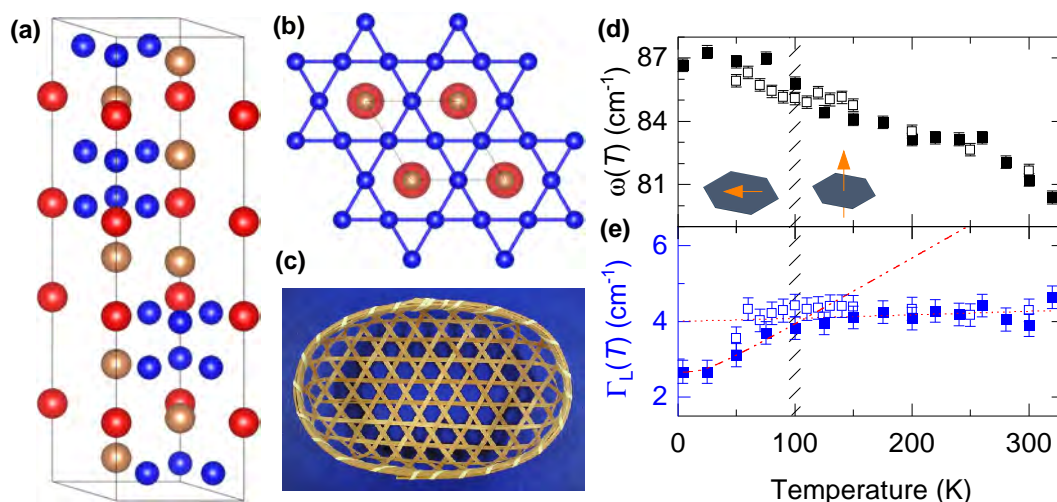 (a)
(b)
(c)
(d)
87
84
81
ω(T) (cm⁻¹)
(e)
6
4
2
Γ_L(T) (cm⁻¹)
0 100 200 300
Temperature (K)